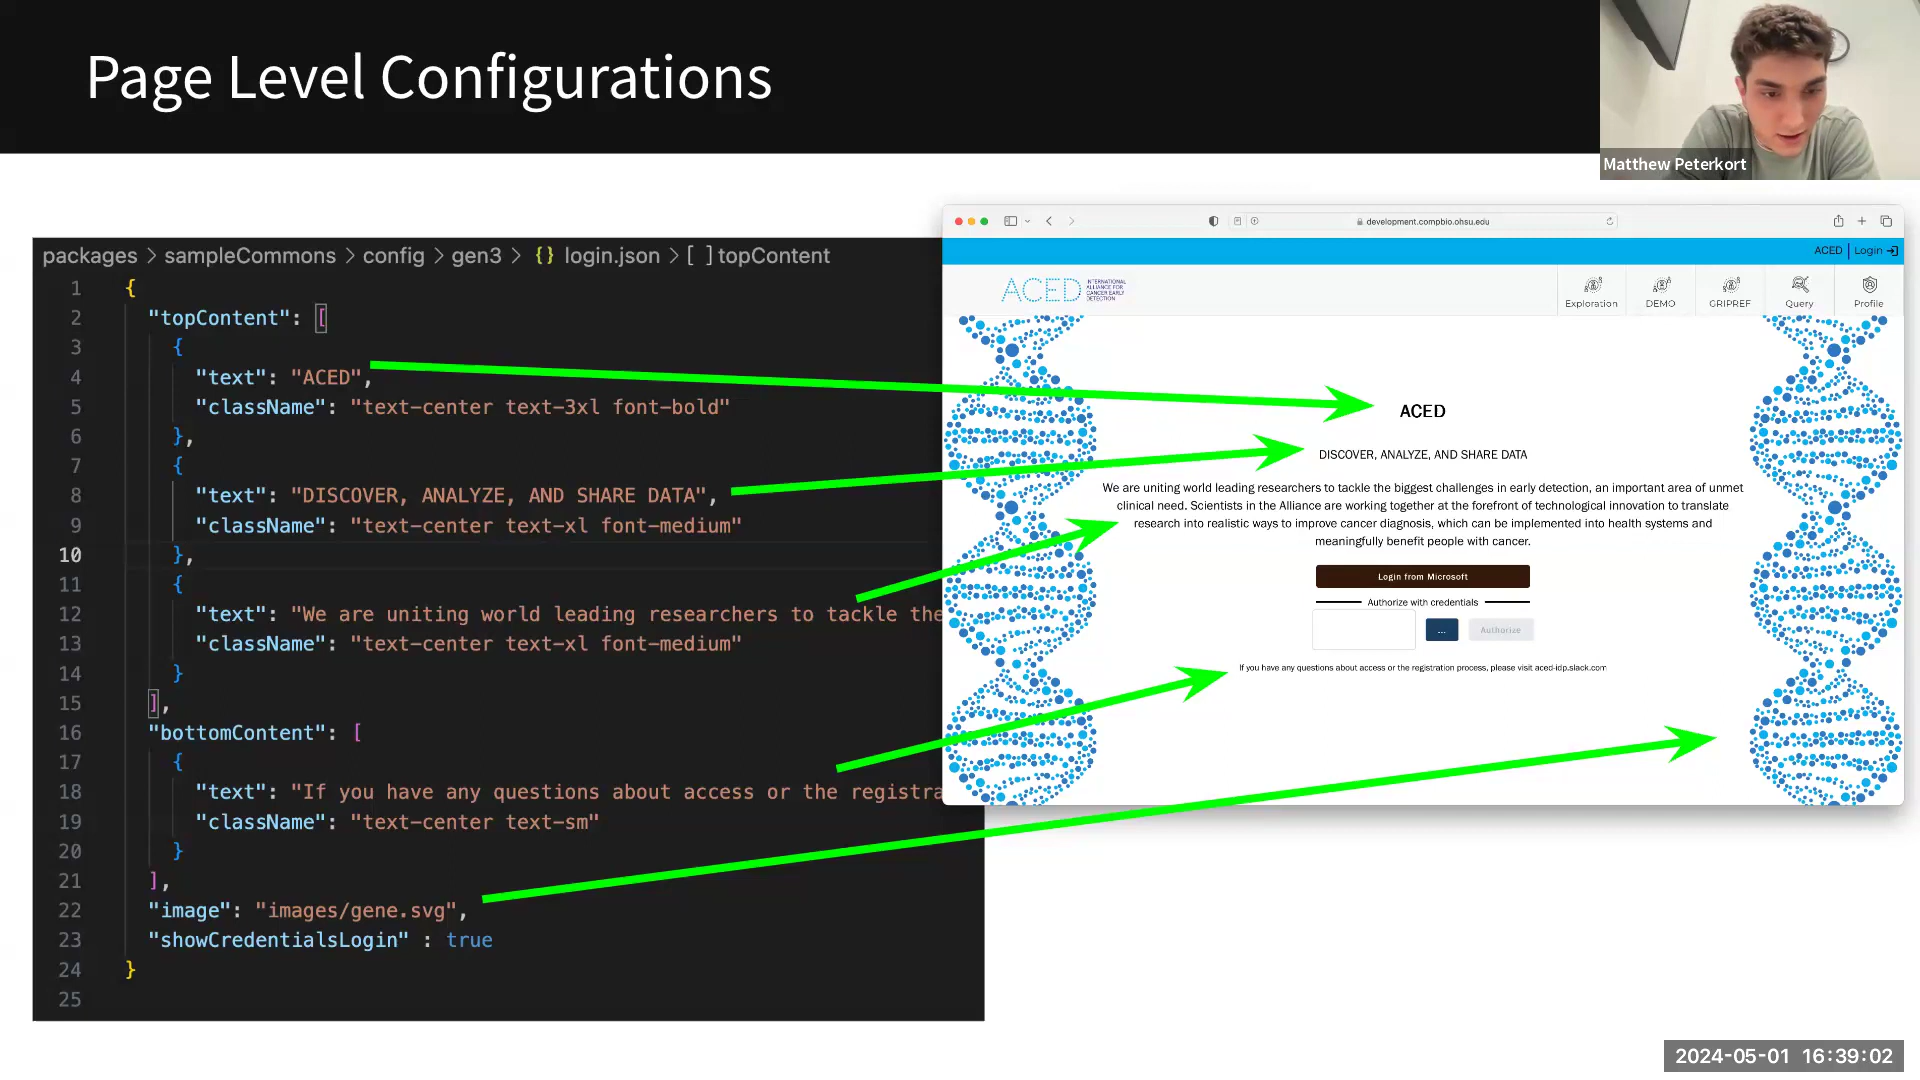 Page Level Configurations
Matthew Peterkort
packages > sampleCommons > config > gen3 > {} login.json > [ ] topContent
1 {
2 "topContent": [
3 {
4 "text": "ACED",
5 "className": "text-center text-3xl font-bold"
6 },
7 {
8 "text": "DISCOVER, ANALYZE, AND SHARE DATA",
9 "className": "text-center text-xl font-medium"
10 },
11 {
12 "text": "We are uniting world leading researchers to tackle the
13 "className": "text-center text-xl font-medium"
14 }
15 ],
16 "bottomContent": [
17 {
18 "text": "If you have any questions about access or the registra
19 "className": "text-center text-sm"
20 }
21 ],
22 "image": "images/gene.svg",
23 "showCredentialsLogin" : true
24 }
25
development.compbio.ohsu.edu
ACED | Login
ACED INTERNATIONAL ALLIANCE FOR CANCER EARLY DETECTION
Exploration DEMO GRIPREF Query Profile
ACED
DISCOVER, ANALYZE, AND SHARE DATA
We are uniting world leading researchers to tackle the biggest challenges in early detection, an important area of unmet
clinical need. Scientists in the Alliance are working together at the forefront of technological innovation to translate
research into realistic ways to improve cancer diagnosis, which can be implemented into health systems and
meaningfully benefit people with cancer.
Login from Microsoft
Authorize with credentials
... Authorize
If you have any questions about access or the registration process, please visit aced-idp.slack.com
2024-05-01 16:39:02